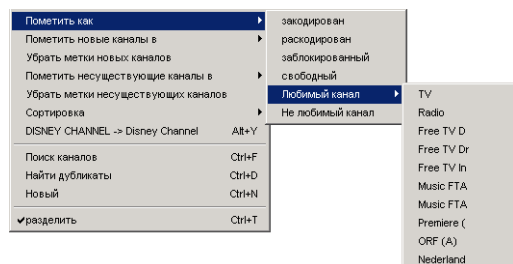 Пометить как
Пометить новые каналы в
Убрать метки новых каналов
Пометить несуществующие каналы в
Убрать метки несуществующих каналов
Сортировка
DISNEY CHANNEL -> Disney Channel Alt+Y
Поиск каналов Ctrl+F
Найти дубликаты Ctrl+D
Новый Ctrl+N
разделить Ctrl+T
закодирован
раскодирован
заблокированный
свободный
Любимый канал
Не любимый канал
TV
Radio
Free TV D
Free TV Dr
Free TV In
Music FTA
Music FTA
Premiere (
ORF (A)
Nederland